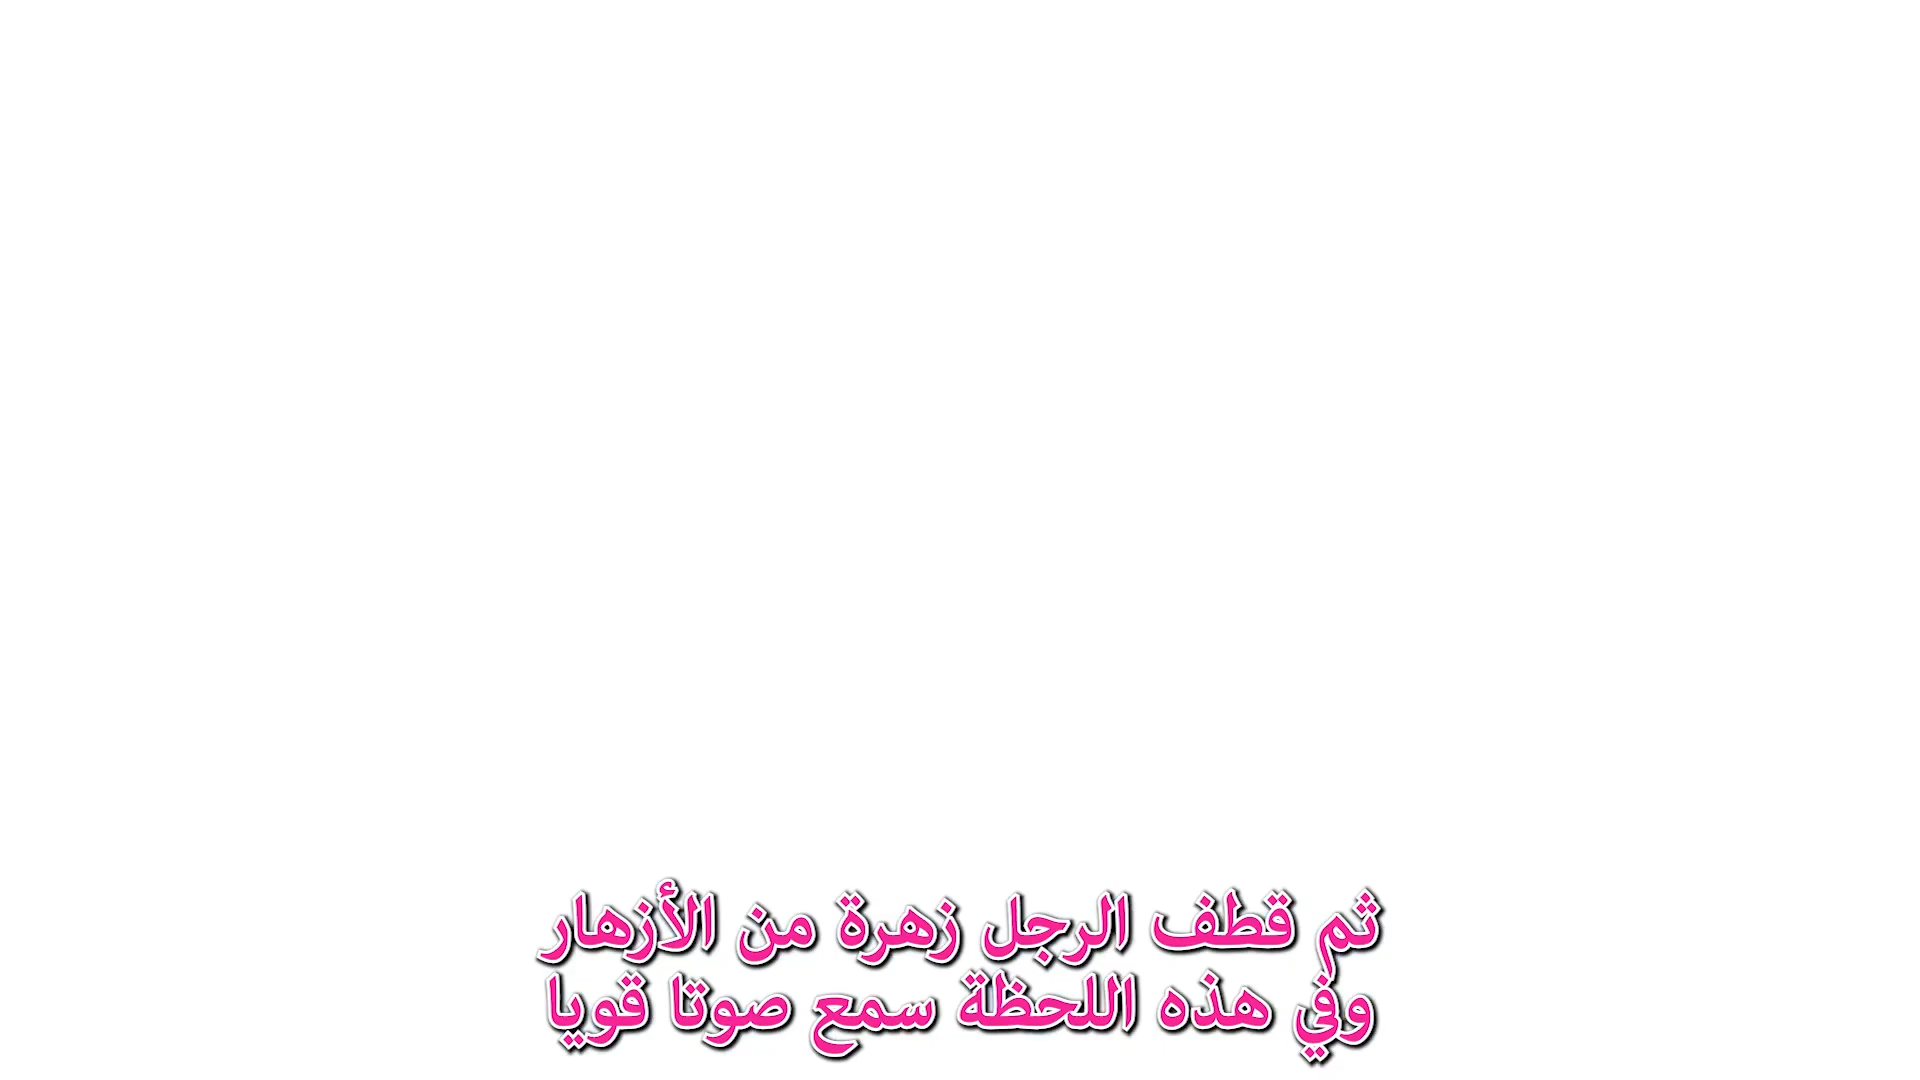 ثم قطف الرجل زهرة من الأزهار
وفي هذه اللحظة سمع صوتا قويا